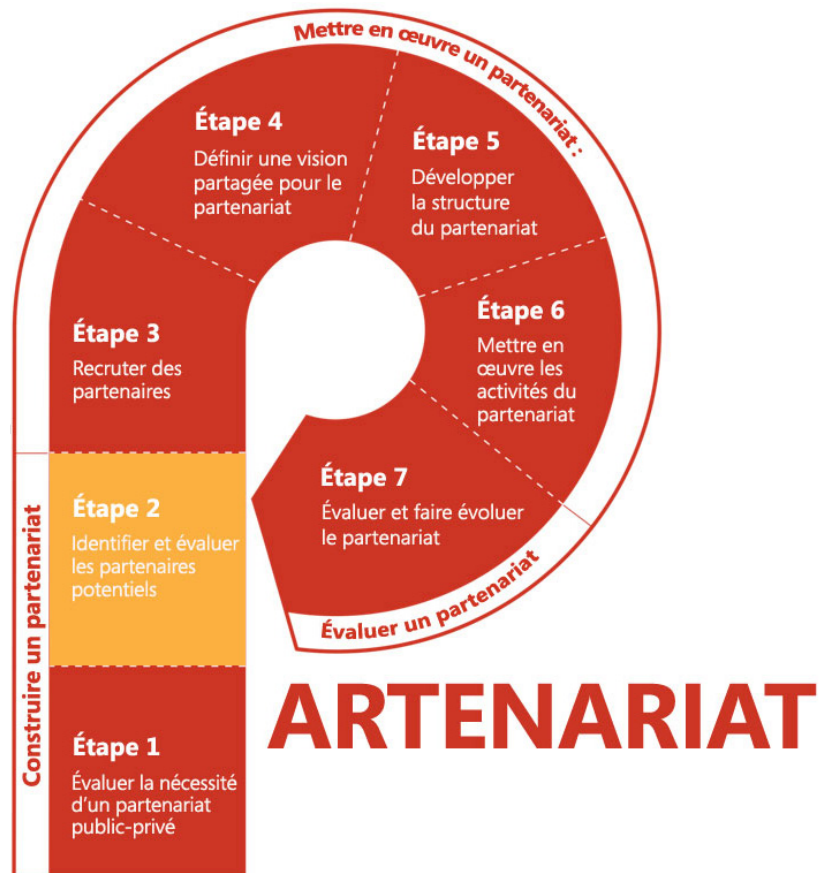 Mettre en œuvre un partenariat :
Étape 4
Définir une vision
partagée pour le
partenariat
Étape 5
Développer
la structure
du partenariat
Étape 3
Recruter des
partenaires
Étape 6
Mettre en
œuvre les
activités du
partenariat
Étape 7
Évaluer et faire évoluer
le partenariat
Évaluer un partenariat
Construire un partenariat
Étape 2
Identifier et évaluer
les partenaires
potentiels
Étape 1
Évaluer la nécessité
d'un partenariat
public-privé
ARTENARIAT